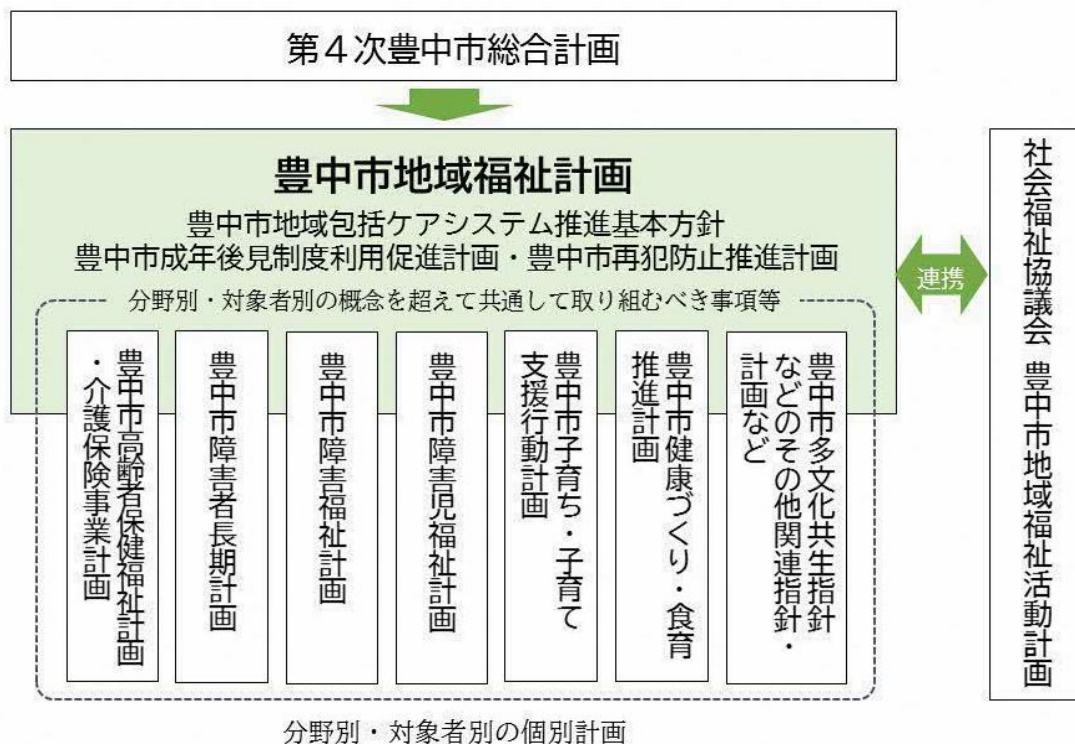 第４次豊中市総合計画
豊中市地域福祉計画
豊中市地域包括ケアシステム推進基本方針
豊中市成年後見制度利用促進計画・豊中市再犯防止推進計画
分野別・対象者別の概念を超えて共通して取り組むべき事項等
豊中市高齢者保健福祉計画
・介護保険事業計画
豊中市障害者長期計画
豊中市障害福祉計画
豊中市障害児福祉計画
豊中市子育ち・子育て
支援行動計画
豊中市健康づくり・食育
推進計画
豊中市多文化共生指針
などのその他関連指針・
計画など
分野別・対象者別の個別計画
連携
社会福祉協議会 豊中市地域福祉活動計画